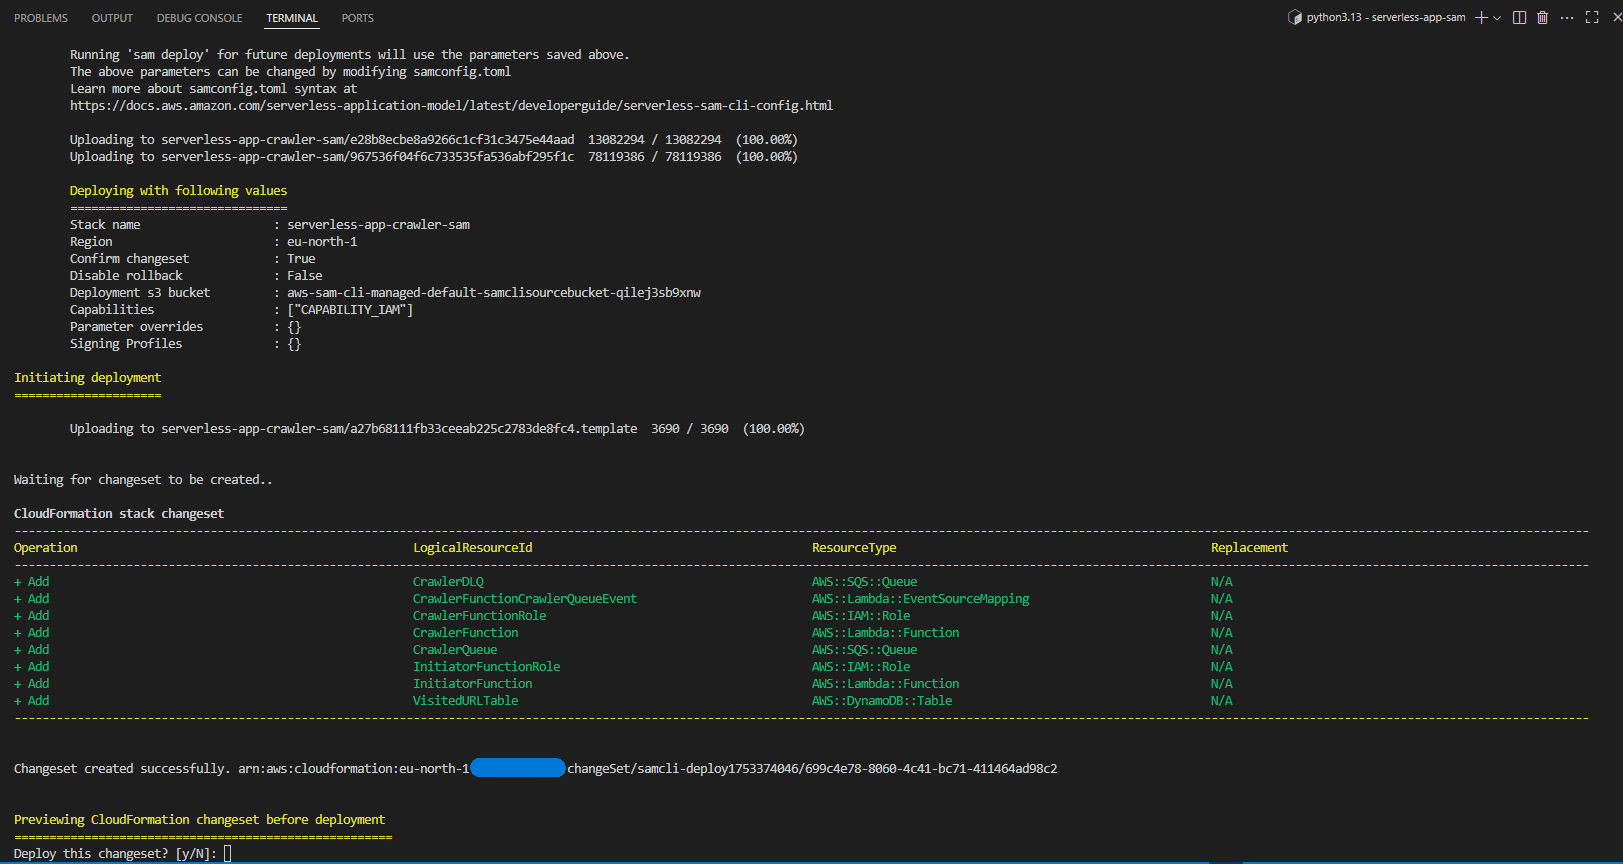 PROBLEMS OUTPUT DEBUG CONSOLE TERMINAL PORTS python3.13 - serverless-app-sam
Running 'sam deploy' for future deployments will use the parameters saved above.
The above parameters can be changed by modifying samconfig.toml
Learn more about samconfig.toml syntax at
https://docs.aws.amazon.com/serverless-application-model/latest/developerguide/serverless-sam-cli-config.html
Uploading to serverless-app-crawler-sam/e28b8ecbe8a9266c1cf31c3475e44aad 13082294 / 13082294 (100.00%)
Uploading to serverless-app-crawler-sam/967536f04f6c733535fa536abf295f1c 78119386 / 78119386 (100.00%)
Deploying with following values
===============================
Stack name : serverless-app-crawler-sam
Region : eu-north-1
Confirm changeset : True
Disable rollback : False
Deployment s3 bucket : aws-sam-cli-managed-default-samclisourcebucket-qilej3sb9xnw
Capabilities : ["CAPABILITY_IAM"]
Parameter overrides : {}
Signing Profiles : {}
Initiating deployment
=====================
Uploading to serverless-app-crawler-sam/a27b68111fb33ceeab225c2783de8fc4.template 3690 / 3690 (100.00%)
Waiting for changeset to be created..
CloudFormation stack changeset
Operation LogicalResourceId ResourceType Replacement
+ Add CrawlerDLQ AWS::SQS::Queue N/A
+ Add CrawlerFunctionCrawlerQueueEvent AWS::Lambda::EventSourceMapping N/A
+ Add CrawlerFunctionRole AWS::IAM::Role N/A
+ Add CrawlerFunction AWS::Lambda::Function N/A
+ Add CrawlerQueue AWS::SQS::Queue N/A
+ Add InitiatorFunctionRole AWS::IAM::Role N/A
+ Add InitiatorFunction AWS::Lambda::Function N/A
+ Add VisitedURLTable AWS::DynamoDB::Table N/A
Changeset created successfully. arn:aws:cloudformation:eu-north-1 changeSet/samcli-deploy1753374046/699c4e78-8060-4c41-bc71-411464ad98c2
Previewing CloudFormation changeset before deployment
======================================================
Deploy this changeset? [y/N]: